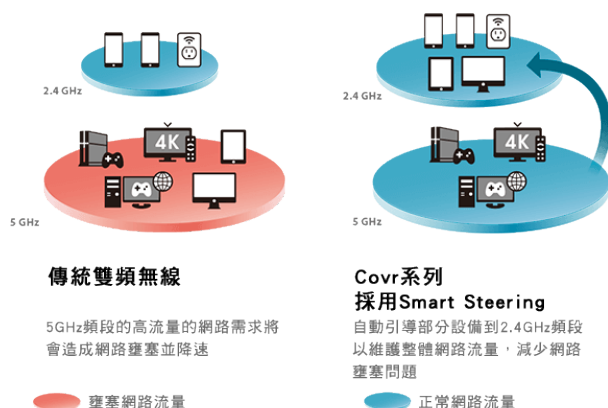 2.4 GHz
4K
5 GHz
傳統雙頻無線
5GHz頻段的高流量的網路需求將
會造成網路壅塞並降速
壅塞網路流量
2.4 GHz
4K
5 GHz
Covr系列
採用Smart Steering
自動引導部分設備到2.4GHz頻段
以維護整體網路流量，減少網路
壅塞問題
正常網路流量